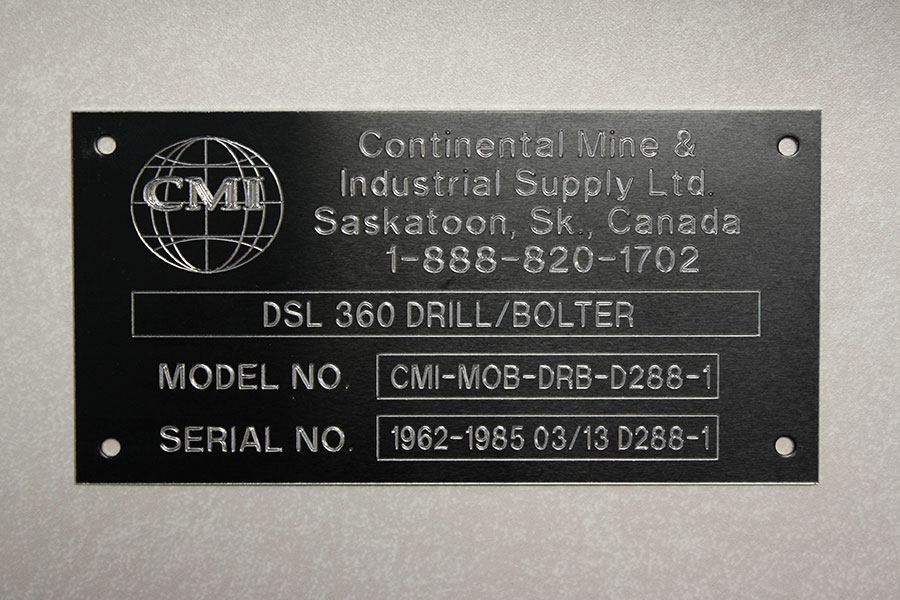 CMI
Continental Mine &
Industrial Supply Ltd.
Saskatoon, Sk., Canada
1-888-820-1702
DSL 360 DRILL/BOLTER
MODEL NO. CMI-MOB-DRB-D288-1
SERIAL NO. 1962-1985 03/13 D288-1